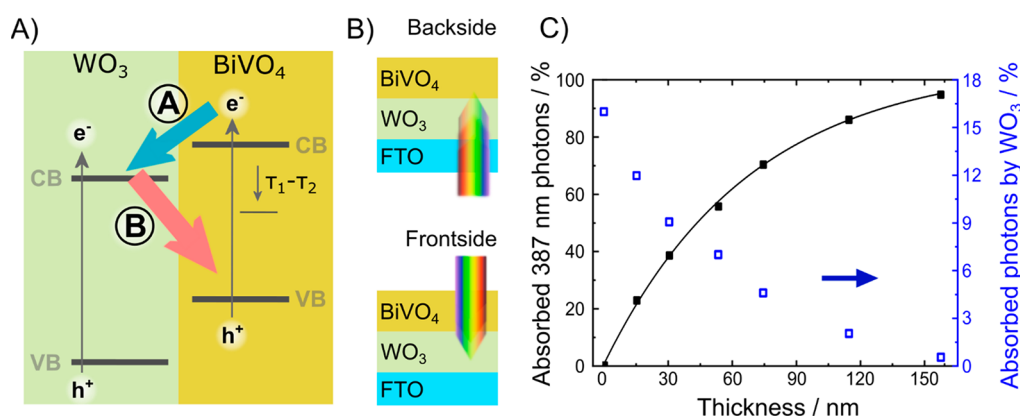 A)
WO₃
BiVO₄
A
e⁻
e⁻
CB
CB
τ₁-τ₂
B
VB
h⁺
VB
h⁺
B)
Backside
BiVO₄
WO₃
FTO
Frontside
BiVO₄
WO₃
FTO
C)
Absorbed 387 nm photons / %
100
80
60
40
20
0
0
30
60
90
120
150
Thickness / nm
18
15
12
9
6
3
0
Absorbed photons by WO₃ / %